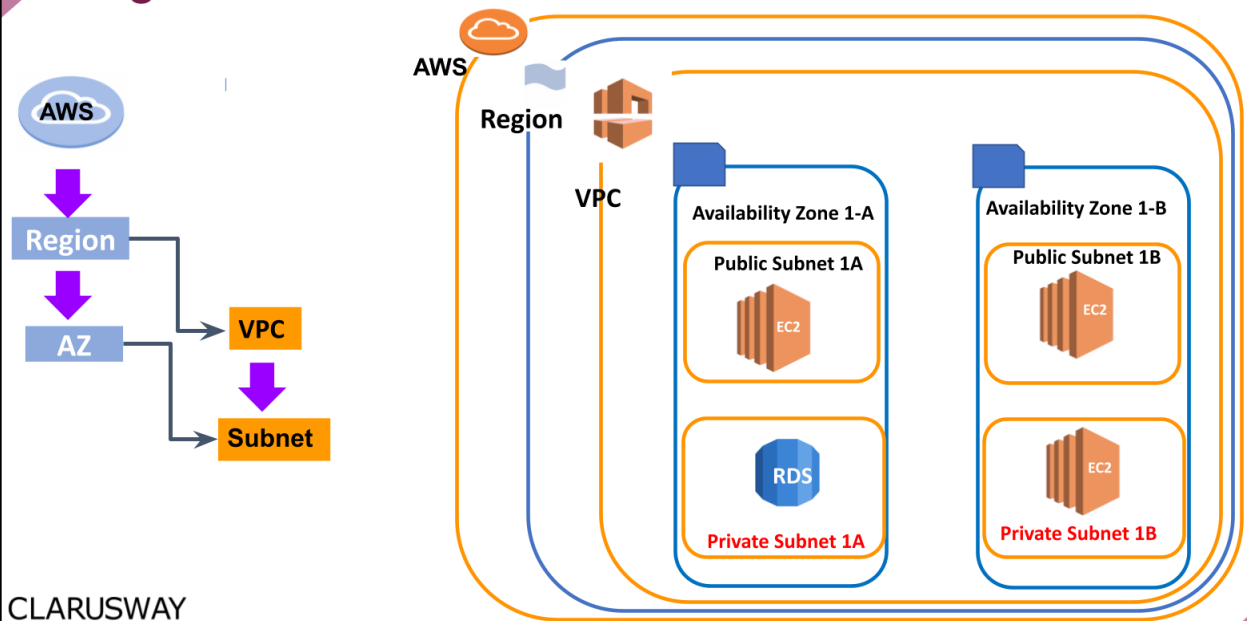 AWS
Region
AZ
VPC
Subnet
AWS
Region
VPC
Availability Zone 1-A
Public Subnet 1A
EC2
RDS
Private Subnet 1A
Availability Zone 1-B
Public Subnet 1B
EC2
EC2
Private Subnet 1B
CLARUSWAY